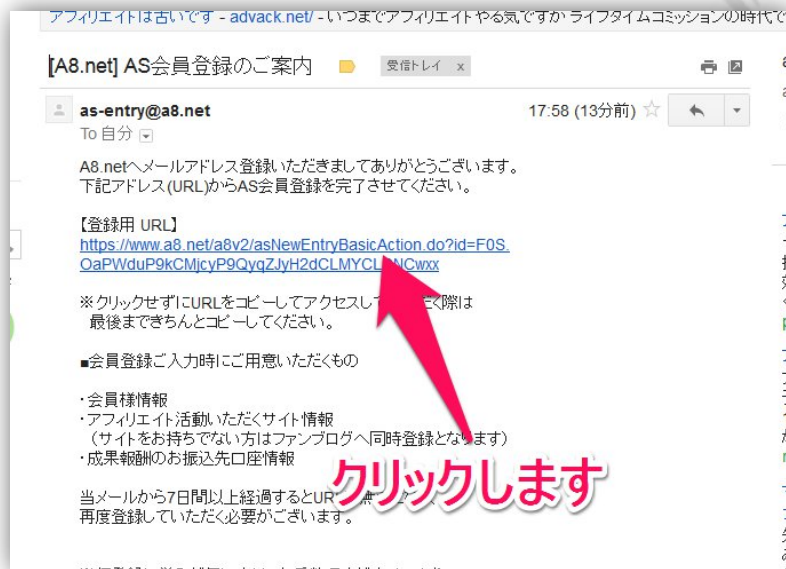 アフィリエイトは古いです - advack.net/ - いつまでアフィリエイトやる気ですか ライフタイムコミッションの時代で
[A8.net] AS会員登録のご案内 受信トレイ x
as-entry@a8.net 17:58 (13分前)
To 自分
A8.netへメールアドレス登録いただきましてありがとうございます。
下記アドレス(URL)からAS会員登録を完了させてください。
【登録用 URL】
https://www.a8.net/a8v2/asNewEntryBasicAction.do?id=F0S.
OaPWduP9kCMjcyP9QyqZJyH2dCLMYCL NCwxx
※クリックせずにURLをコピーしてアクセスして く際は
最後まできちんとコピーしてください。
■会員登録ご入力時にご用意いただくもの
・会員様情報
・アフィリエイト活動いただくサイト情報
（サイトをお持ちでない方はファンブログへ同時登録となります）
・成果報酬のお振込先口座情報
クリックします
当メールから7日間以上経過するとUR
再度登録していただく必要がございます。